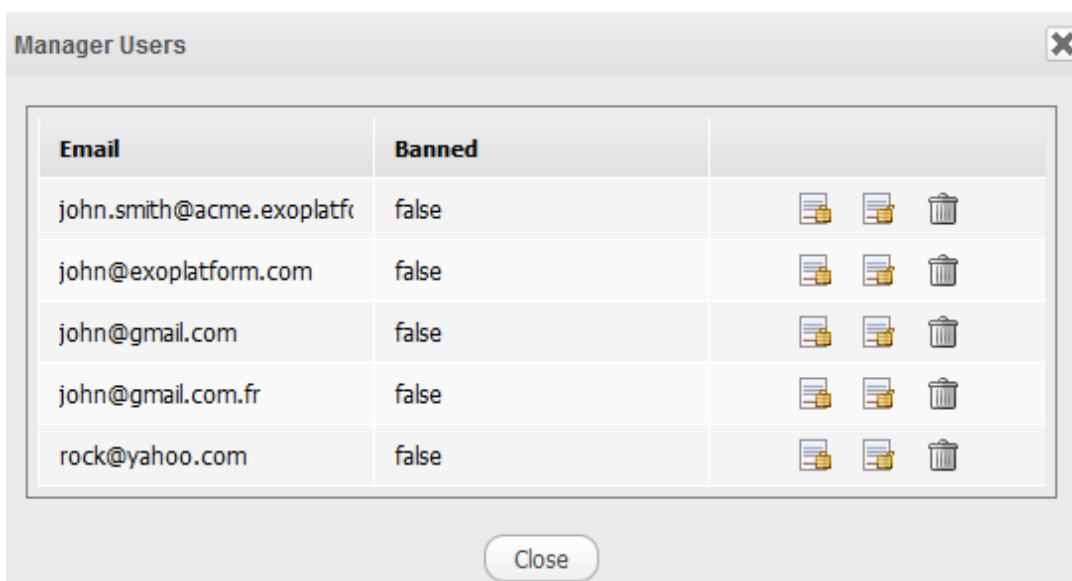 Manager Users
Email Banned
john.smith@acme.exoplatfo false
john@exoplatform.com false
john@gmail.com false
john@gmail.com.fr false
rock@yahoo.com false
Close